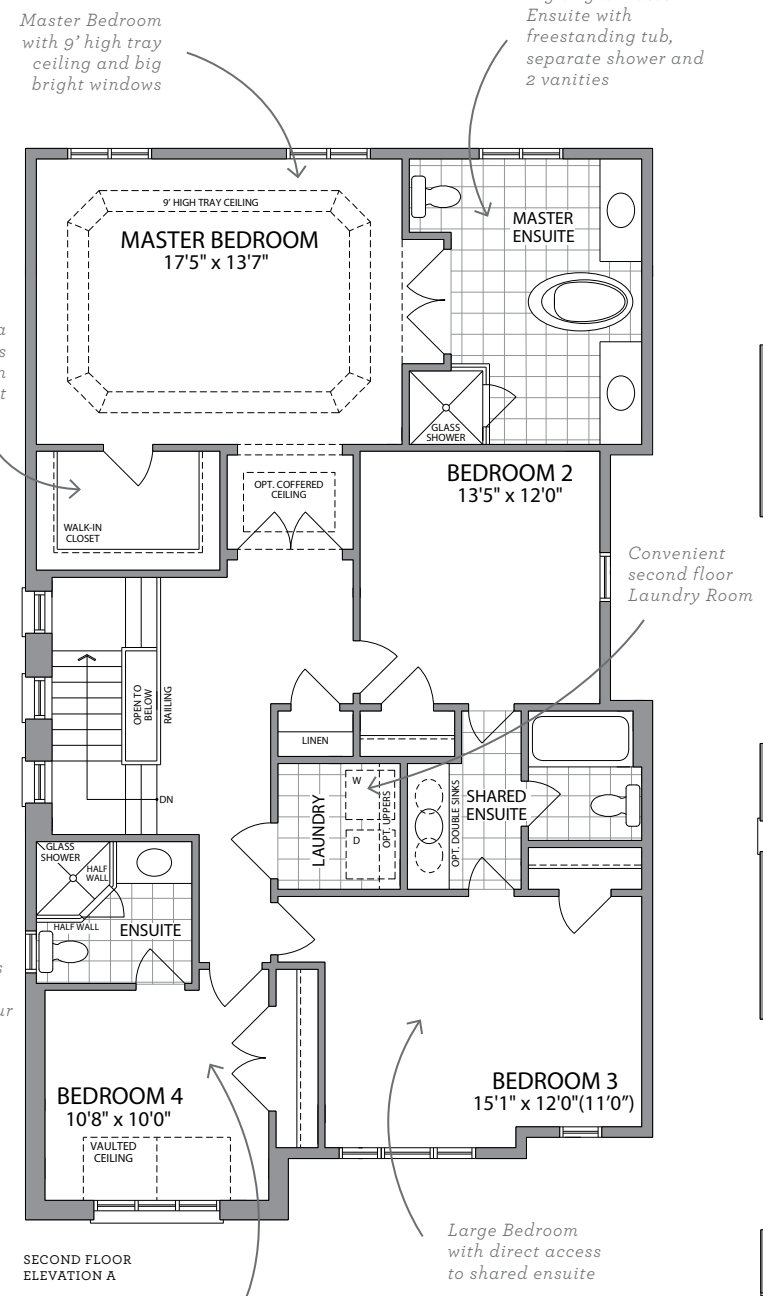 Master Bedroom
with 9' high tray
ceiling and big
bright windows
Ensuite with
freestanding tub,
separate shower and
2 vanities
9' HIGH TRAY CEILING
MASTER BEDROOM
17'5" x 13'7"
MASTER
ENSUITE
GLASS
SHOWER
WALK-IN
CLOSET
OPT. COFFERED
CEILING
BEDROOM 2
13'5" x 12'0"
Convenient
second floor
Laundry Room
OPEN TO
BELOW
RAILING
DN
LINEN
LAUNDRY
W
D
OPT. UPPERS
OPT. DOUBLE SINKS
SHARED
ENSUITE
GLASS
SHOWER
HALF
WALL
HALF WALL
ENSUITE
BEDROOM 4
10'8" x 10'0"
VAULTED
CEILING
BEDROOM 3
15'1" x 12'0"(11'0")
Large Bedroom
with direct access
to shared ensuite
SECOND FLOOR
ELEVATION A